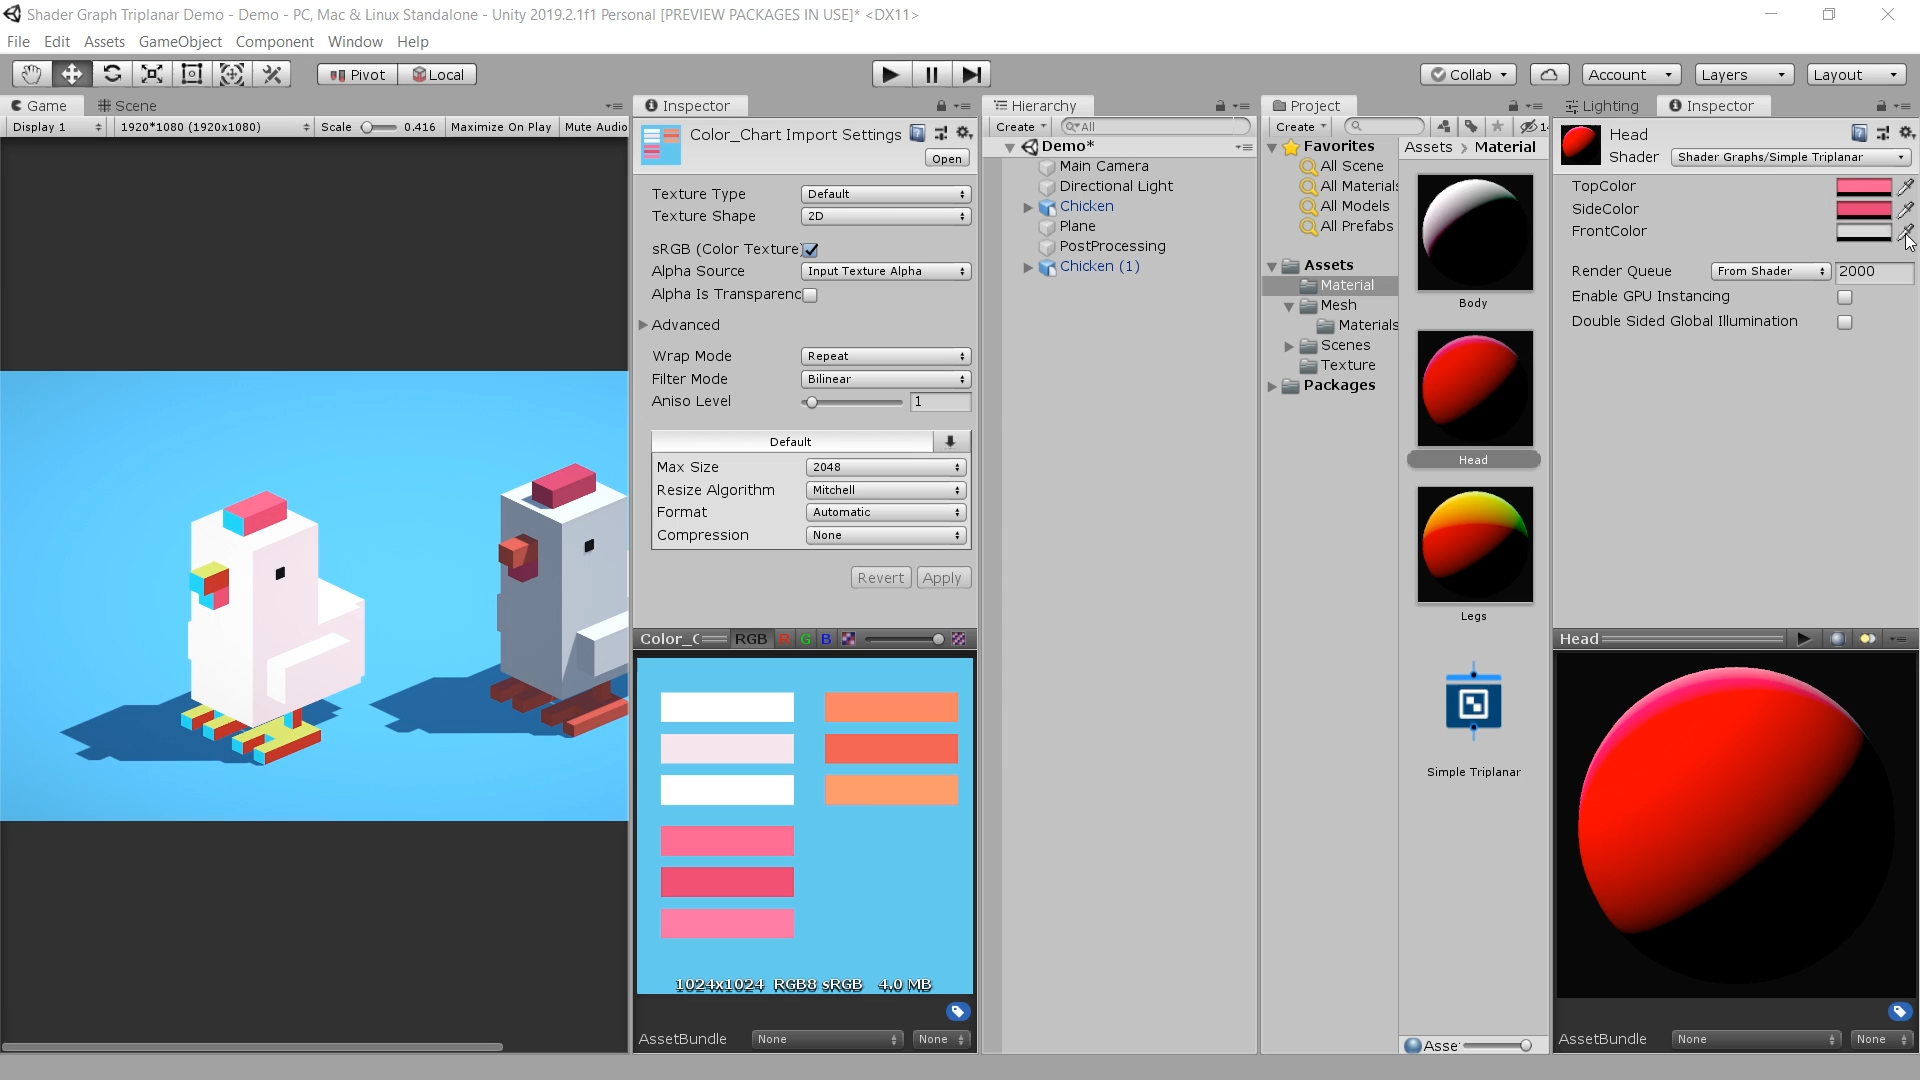 Shader Graph Triplanar Demo - Demo - PC, Mac & Linux Standalone - Unity 2019.2.1f1 Personal [PREVIEW PACKAGES IN USE]* <DX11>
File Edit Assets GameObject Component Window Help
Pivot Local Collab Account Layers Layout
Game Scene
Display 1 1920*1080 (1920x1080) Scale 0.416 Maximize On Play Mute Audio
Inspector
Color_Chart Import Settings
Open
Texture Type Default
Texture Shape 2D
sRGB (Color Texture)
Alpha Source Input Texture Alpha
Alpha Is Transparenc
Advanced
Wrap Mode Repeat
Filter Mode Bilinear
Aniso Level 1
Default
Max Size 2048
Resize Algorithm Mitchell
Format Automatic
Compression None
Revert Apply
Color_C RGB R G B
1024x1024 RGB8 sRGB 4.0 MB
AssetBundle None None
Hierarchy
Create All
Demo*
Main Camera
Directional Light
Chicken
Plane
PostProcessing
Chicken (1)
Project
Create
Favorites
All Scene
All Materials
All Models
All Prefabs
Assets
Material
Mesh
Materials
Scenes
Texture
Packages
Assets > Material
Body
Head
Legs
Simple Triplanar
Asse
Lighting Inspector
Head
Shader Shader Graphs/Simple Triplanar
TopColor
SideColor
FrontColor
Render Queue From Shader 2000
Enable GPU Instancing
Double Sided Global Illumination
Head
AssetBundle None None